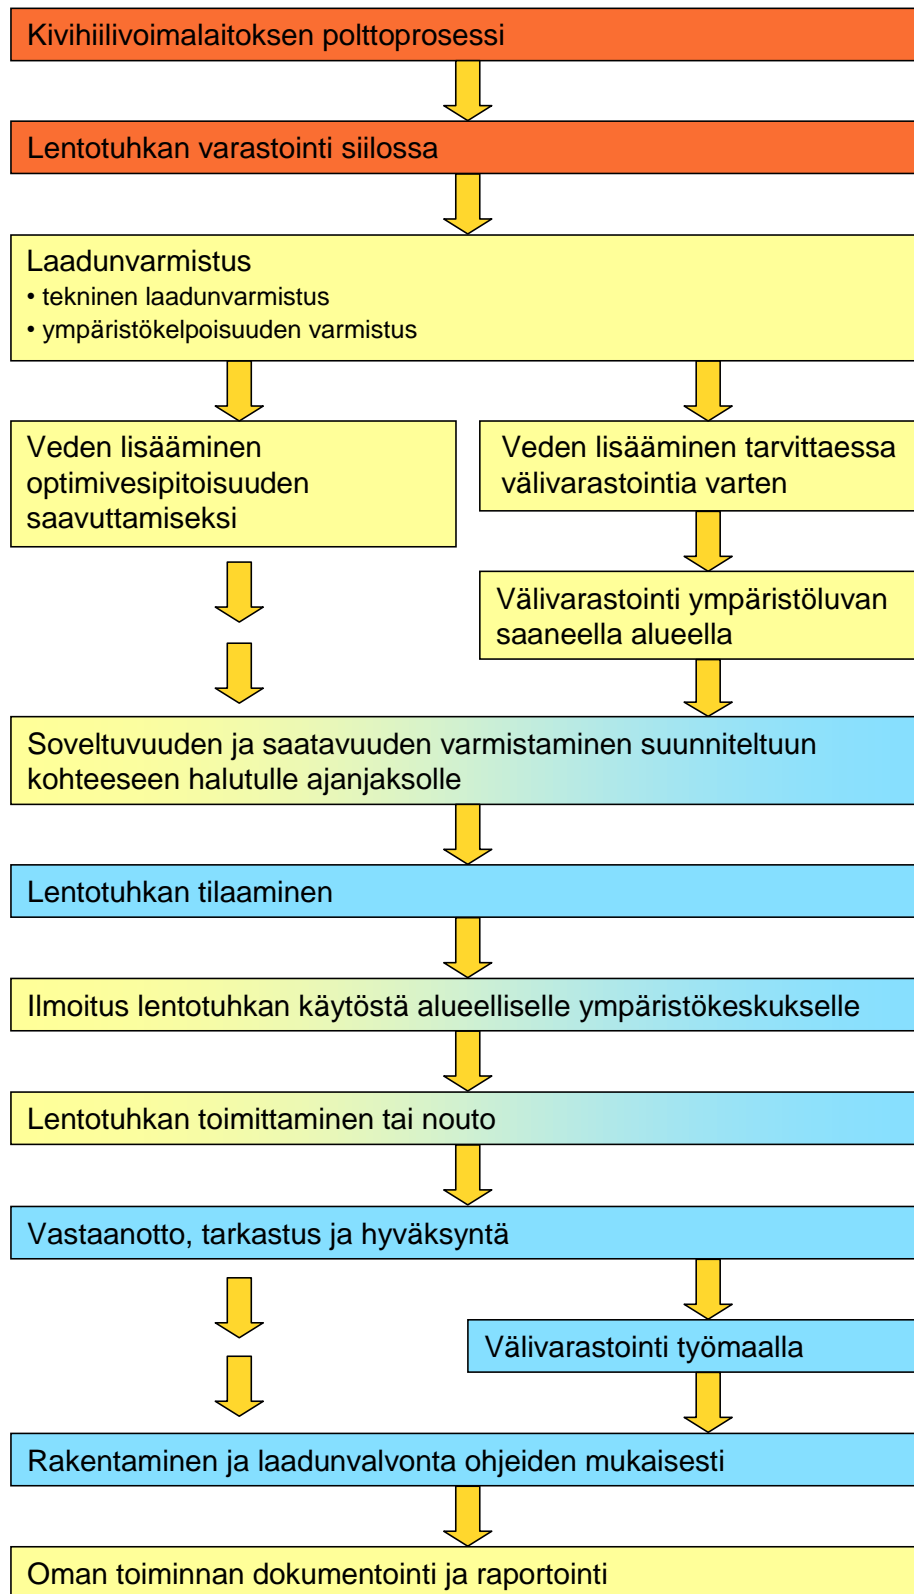 Kivihiilivoimalaitoksen polttoprosessi
Lentotuhkan varastointi siilossa
Laadunvarmistus
• tekninen laadunvarmistus
• ympäristökelpoisuuden varmistus
Veden lisääminen
optimivesipitoisuuden
saavuttamiseksi
Veden lisääminen tarvittaessa
välivarastointia varten
Välivarastointi ympäristöluvan
saaneella alueella
Soveltuvuuden ja saatavuuden varmistaminen suunniteltuun
kohteeseen halutulle ajanjaksolle
Lentotuhkan tilaaminen
Ilmoitus lentotuhkan käytöstä alueelliselle ympäristökeskukselle
Lentotuhkan toimittaminen tai nouto
Vastaanotto, tarkastus ja hyväksyntä
Välivarastointi työmaalla
Rakentaminen ja laadunvalvonta ohjeiden mukaisesti
Oman toiminnan dokumentointi ja raportointi